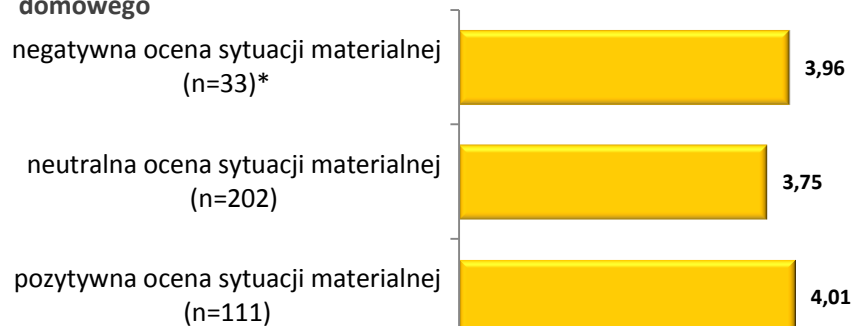 domowego
negatywna ocena sytuacji materialnej
(n=33)*
3,96
neutralna ocena sytuacji materialnej
(n=202)
3,75
pozytywna ocena sytuacji materialnej
(n=111)
4,01